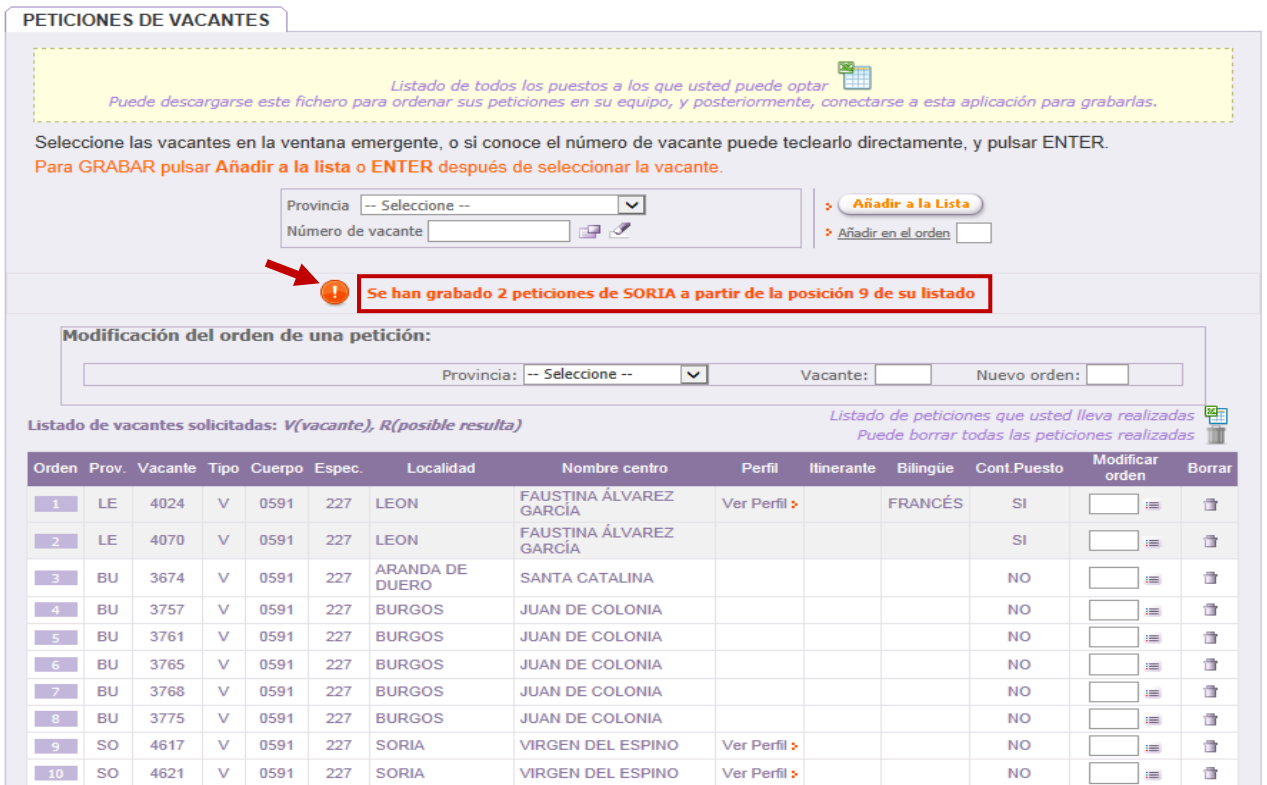 PETICIONES DE VACANTES
Listado de todos los puestos a los que usted puede optar
Puede descargarse este fichero para ordenar sus peticiones en su equipo, y posteriormente, conectarse a esta aplicación para grabarlas.
Seleccione las vacantes en la ventana emergente, o si conoce el número de vacante puede teclearlo directamente, y pulsar ENTER.
Para GRABAR pulsar Añadir a la lista o ENTER después de seleccionar la vacante.
Provincia -- Seleccione -- Añadir a la Lista
Número de vacante Añadir en el orden
Se han grabado 2 peticiones de SORIA a partir de la posición 9 de su listado
Modificación del orden de una petición:
Provincia: -- Seleccione -- Vacante: Nuevo orden:
Listado de peticiones que usted lleva realizadas
Listado de vacantes solicitadas: V(vacante), R(posible resulta)
Puede borrar todas las peticiones realizadas
Orden Prov. Vacante Tipo Cuerpo Espec. Localidad Nombre centro Perfil Itinerante Bilingüe Cont.Puesto Modificar orden Borrar
1 LE 4024 V 0591 227 LEON FAUSTINA ÁLVAREZ GARCÍA Ver Perfil FRANCÉS SI
2 LE 4070 V 0591 227 LEON FAUSTINA ÁLVAREZ GARCÍA SI
3 BU 3674 V 0591 227 ARANDA DE DUERO SANTA CATALINA NO
4 BU 3757 V 0591 227 BURGOS JUAN DE COLONIA NO
5 BU 3761 V 0591 227 BURGOS JUAN DE COLONIA NO
6 BU 3765 V 0591 227 BURGOS JUAN DE COLONIA NO
7 BU 3768 V 0591 227 BURGOS JUAN DE COLONIA NO
8 BU 3775 V 0591 227 BURGOS JUAN DE COLONIA NO
9 SO 4617 V 0591 227 SORIA VIRGEN DEL ESPINO Ver Perfil NO
10 SO 4621 V 0591 227 SORIA VIRGEN DEL ESPINO Ver Perfil NO